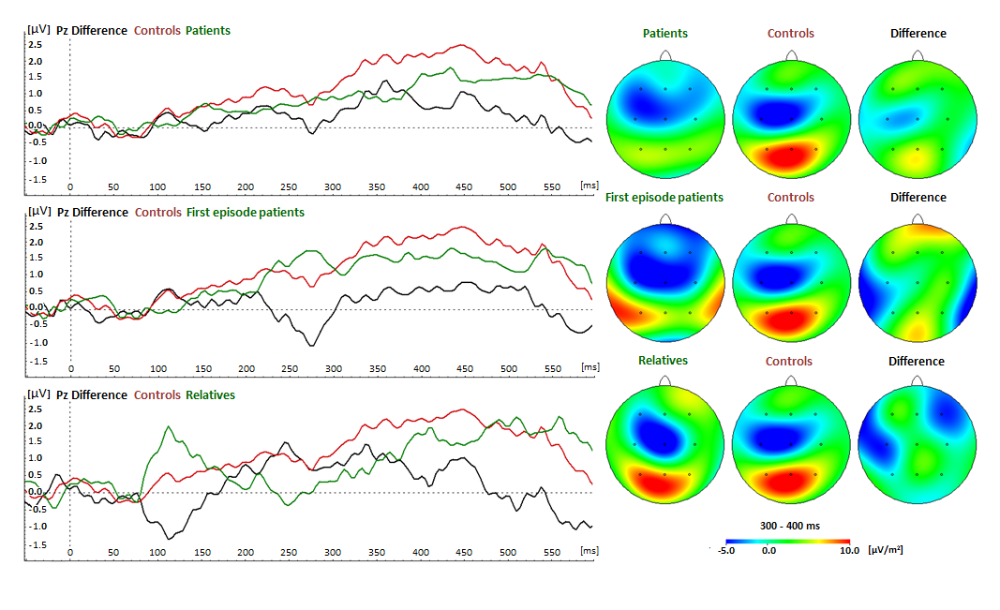 [µV] Pz Difference Controls Patients
2.5
2.0
1.5
1.0
0.5
0.0
-0.5
-1.0
-1.5
0 50 100 150 200 250 300 350 400 450 500 550 [ms]
Patients Controls Difference
[µV] Pz Difference Controls First episode patients
2.5
2.0
1.5
1.0
0.5
0.0
-0.5
-1.0
-1.5
0 50 100 150 200 250 300 350 400 450 500 550 [ms]
First episode patients Controls Difference
[µV] Pz Difference Controls Relatives
2.5
2.0
1.5
1.0
0.5
0.0
-0.5
-1.0
-1.5
0 50 100 150 200 250 300 350 400 450 500 550 [ms]
Relatives Controls Difference
300 - 400 ms
-5.0 0.0 10.0 [µV/m²]